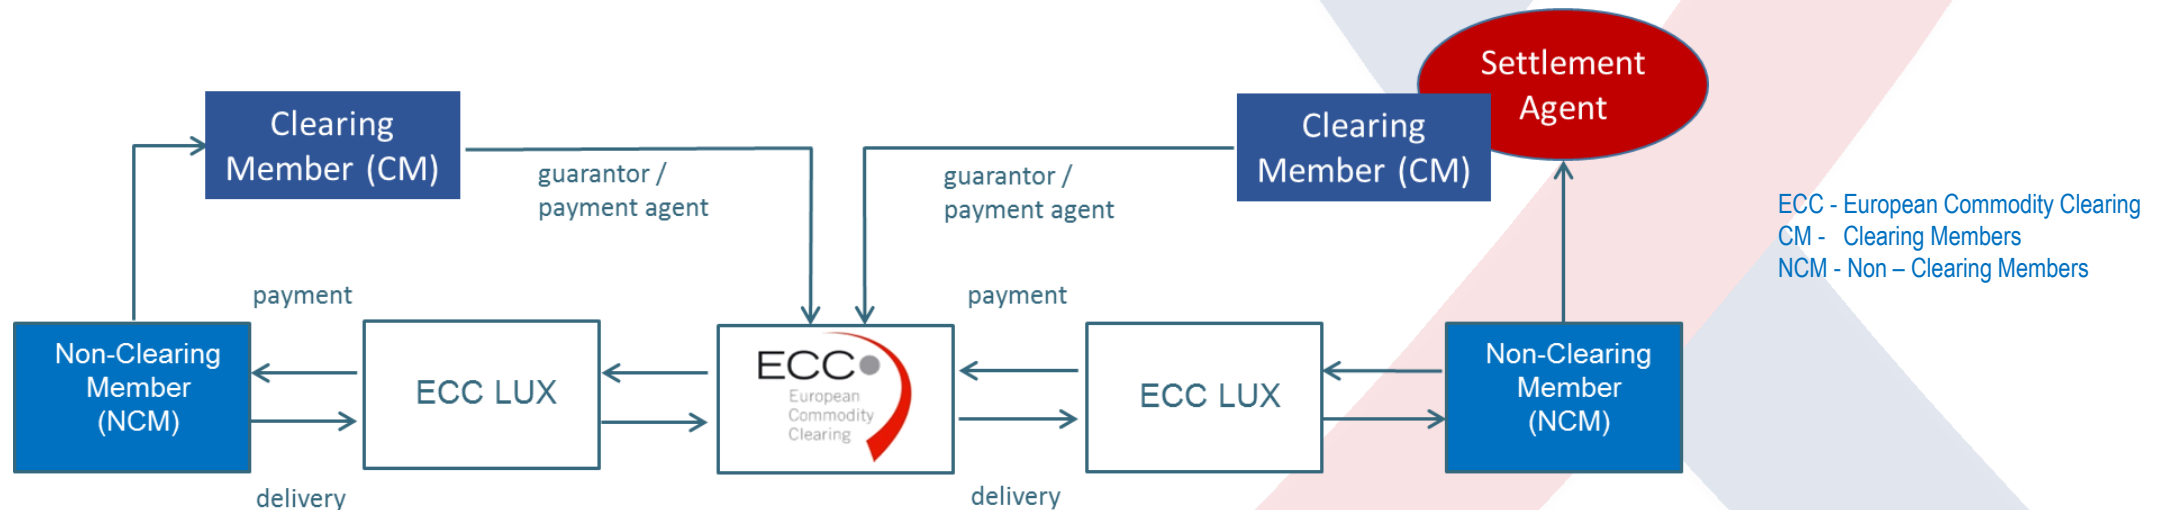 Settlement
Agent
Clearing
Member (CM)
Clearing
Member (CM)
guarantor /
payment agent
guarantor /
payment agent
ECC - European Commodity Clearing
CM - Clearing Members
NCM - Non – Clearing Members
payment
payment
Non-Clearing
Member
(NCM)
ECC LUX
ECC
European
Commodity
Clearing
ECC LUX
Non-Clearing
Member
(NCM)
delivery
delivery